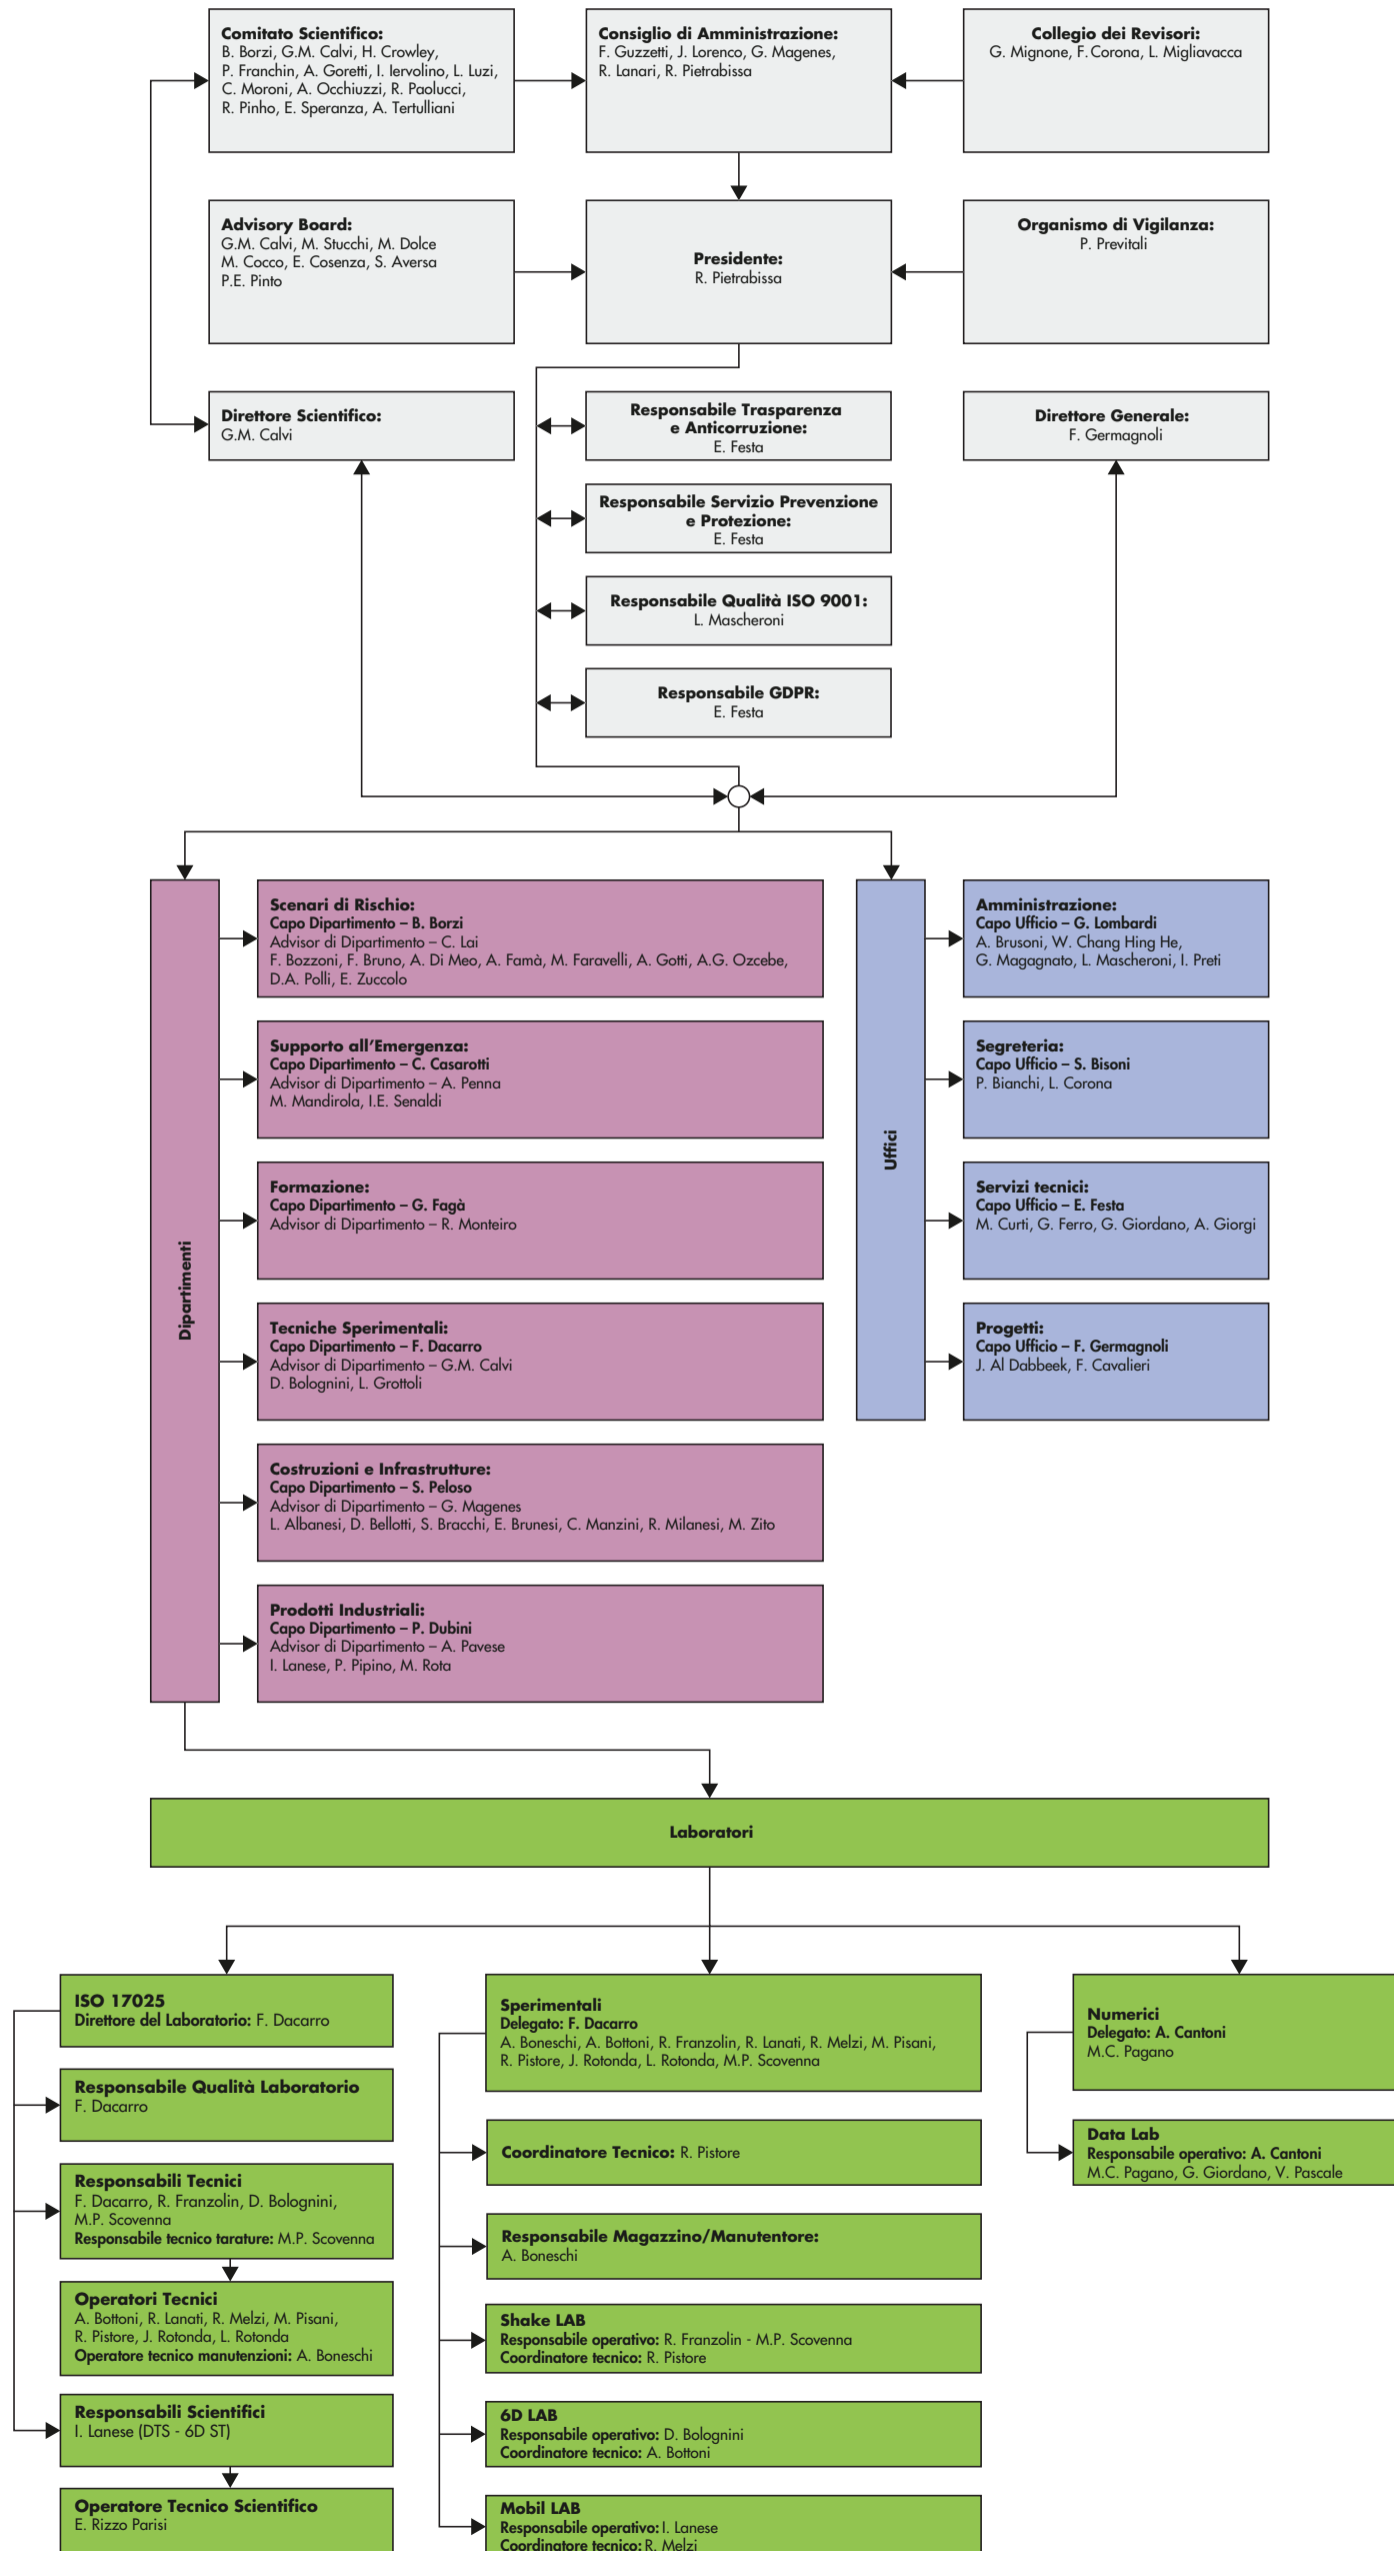 Comitato Scientifico:
B. Borzi, G.M. Calvi, H. Crowley,
P. Franchin, A. Goretti, I. Iervolino, L. Luzi,
C. Moroni, A. Occhiuzzi, R. Paolucci,
R. Pinho, E. Speranza, A. Tertulliani
Consiglio di Amministrazione:
F. Guzzetti, J. Lorenco, G. Magenes,
R. Lanari, R. Pietrabissa
Collegio dei Revisori:
G. Mignone, F. Corona, L. Migliavacca
Advisory Board:
G.M. Calvi, M. Stucchi, M. Dolce
M. Cocco, E. Cosenza, S. Aversa
P.E. Pinto
Presidente:
R. Pietrabissa
Organismo di Vigilanza:
P. Previtali
Direttore Scientifico:
G.M. Calvi
Responsabile Trasparenza
e Anticorruzione:
E. Festa
Direttore Generale:
F. Germagnoli
Responsabile Servizio Prevenzione
e Protezione:
E. Festa
Responsabile Qualità ISO 9001:
L. Mascheroni
Responsabile GDPR:
E. Festa
Dipartimenti
Scenari di Rischio:
Capo Dipartimento – B. Borzi
Advisor di Dipartimento – C. Lai
F. Bozzoni, F. Bruno, A. Di Meo, A. Famà, M. Faravelli, A. Gotti, A.G. Ozcebe,
D.A. Polli, E. Zuccolo
Supporto all’Emergenza:
Capo Dipartimento – C. Casarotti
Advisor di Dipartimento – A. Penna
M. Mandirola, I.E. Senaldi
Formazione:
Capo Dipartimento – G. Fagà
Advisor di Dipartimento – R. Monteiro
Tecniche Sperimentali:
Capo Dipartimento – F. Dacarro
Advisor di Dipartimento – G.M. Calvi
D. Bolognini, L. Grottoli
Costruzioni e Infrastrutture:
Capo Dipartimento – S. Peloso
Advisor di Dipartimento – G. Magenes
L. Albanesi, D. Bellotti, S. Bracchi, E. Brunesi, C. Manzini, R. Milanesi, M. Zito
Prodotti Industriali:
Capo Dipartimento – P. Dubini
Advisor di Dipartimento – A. Pavese
I. Lanese, P. Pipino, M. Rota
Uffici
Amministrazione:
Capo Ufficio – G. Lombardi
A. Brusoni, W. Chang Hing He,
G. Magagnato, L. Mascheroni, I. Preti
Segreteria:
Capo Ufficio – S. Bisoni
P. Bianchi, L. Corona
Servizi tecnici:
Capo Ufficio – E. Festa
M. Curti, G. Ferro, G. Giordano, A. Giorgi
Progetti:
Capo Ufficio – F. Germagnoli
J. Al Dabbeek, F. Cavalieri
Laboratori
ISO 17025
Direttore del Laboratorio: F. Dacarro
Responsabile Qualità Laboratorio
F. Dacarro
Responsabili Tecnici
F. Dacarro, R. Franzolin, D. Bolognini,
M.P. Scovenna
Responsabile tecnico tarature: M.P. Scovenna
Operatori Tecnici
A. Bottoni, R. Lanati, R. Melzi, M. Pisani,
R. Pistore, J. Rotonda, L. Rotonda
Operatore tecnico manutenzioni: A. Boneschi
Responsabili Scientifici
I. Lanese (DTS - 6D ST)
Operatore Tecnico Scientifico
E. Rizzo Parisi
Sperimentali
Delegato: F. Dacarro
A. Boneschi, A. Bottoni, R. Franzolin, R. Lanati, R. Melzi, M. Pisani,
R. Pistore, J. Rotonda, L. Rotonda, M.P. Scovenna
Coordinatore Tecnico: R. Pistore
Responsabile Magazzino/Manutentore:
A. Boneschi
Shake LAB
Responsabile operativo: R. Franzolin - M.P. Scovenna
Coordinatore tecnico: R. Pistore
6D LAB
Responsabile operativo: D. Bolognini
Coordinatore tecnico: A. Bottoni
Mobil LAB
Responsabile operativo: I. Lanese
Coordinatore tecnico: R. Melzi
Numerici
Delegato: A. Cantoni
M.C. Pagano
Data Lab
Responsabile operativo: A. Cantoni
M.C. Pagano, G. Giordano, V. Pascale